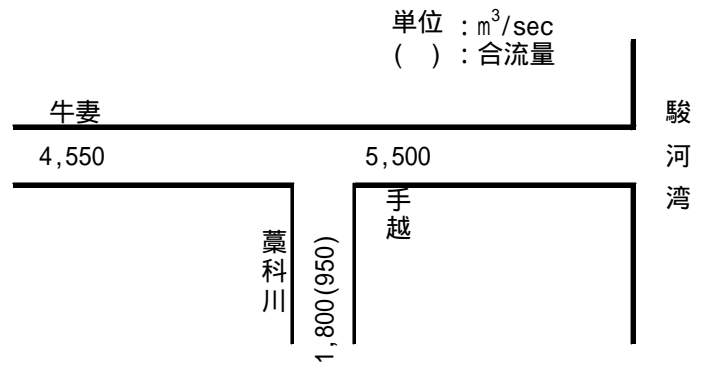 単位 : m³/sec
( ) : 合流量
牛妻
4,550
5,500
手越
藁科川
1,800(950)
駿河湾